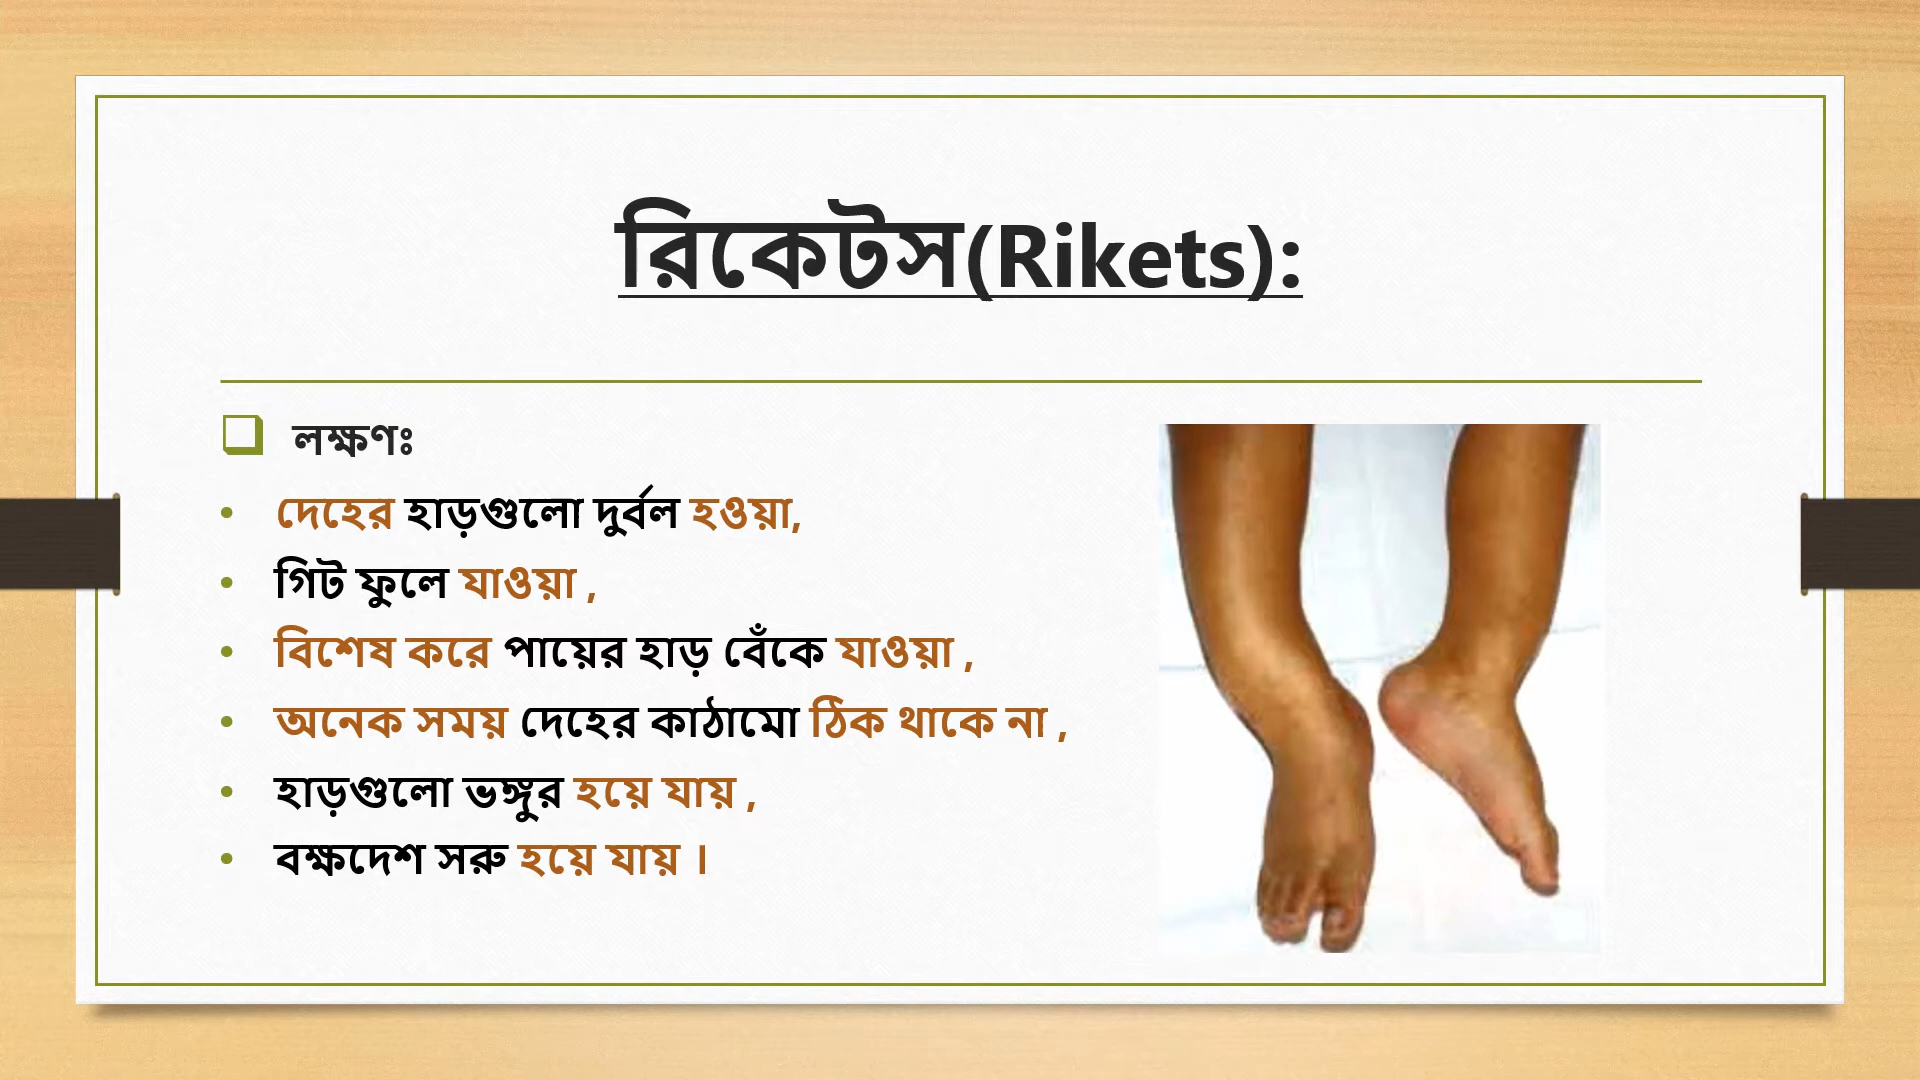 রিকেটস(Rikets):
লক্ষণঃ
দেহের হাড়গুলো দুর্বল হওয়া,
গিট ফুলে যাওয়া ,
বিশেষ করে পায়ের হাড় বেঁকে যাওয়া ,
অনেক সময় দেহের কাঠামো ঠিক থাকে না ,
হাড়গুলো ভঙ্গুর হয়ে যায় ,
বক্ষদেশ সরু হয়ে যায় ।